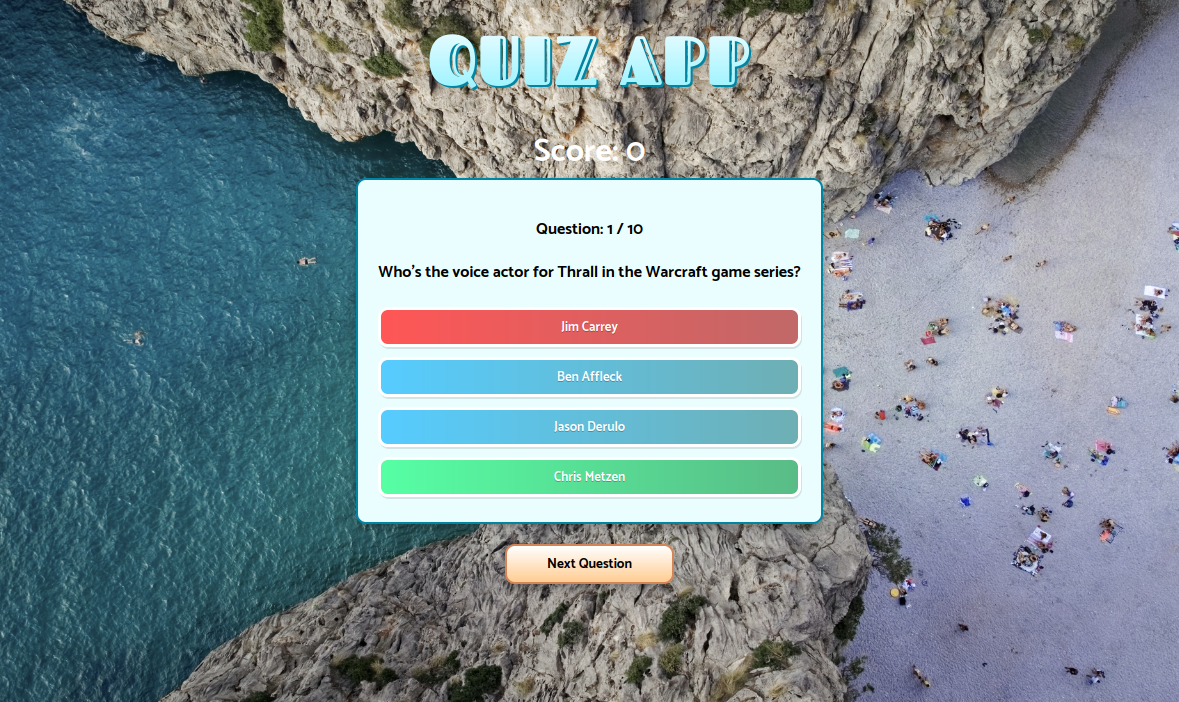 QUIZ APP
Score: 0
Question: 1 / 10
Who's the voice actor for Thrall in the Warcraft game series?
Jim Carrey
Ben Affleck
Jason Derulo
Chris Metzen
Next Question